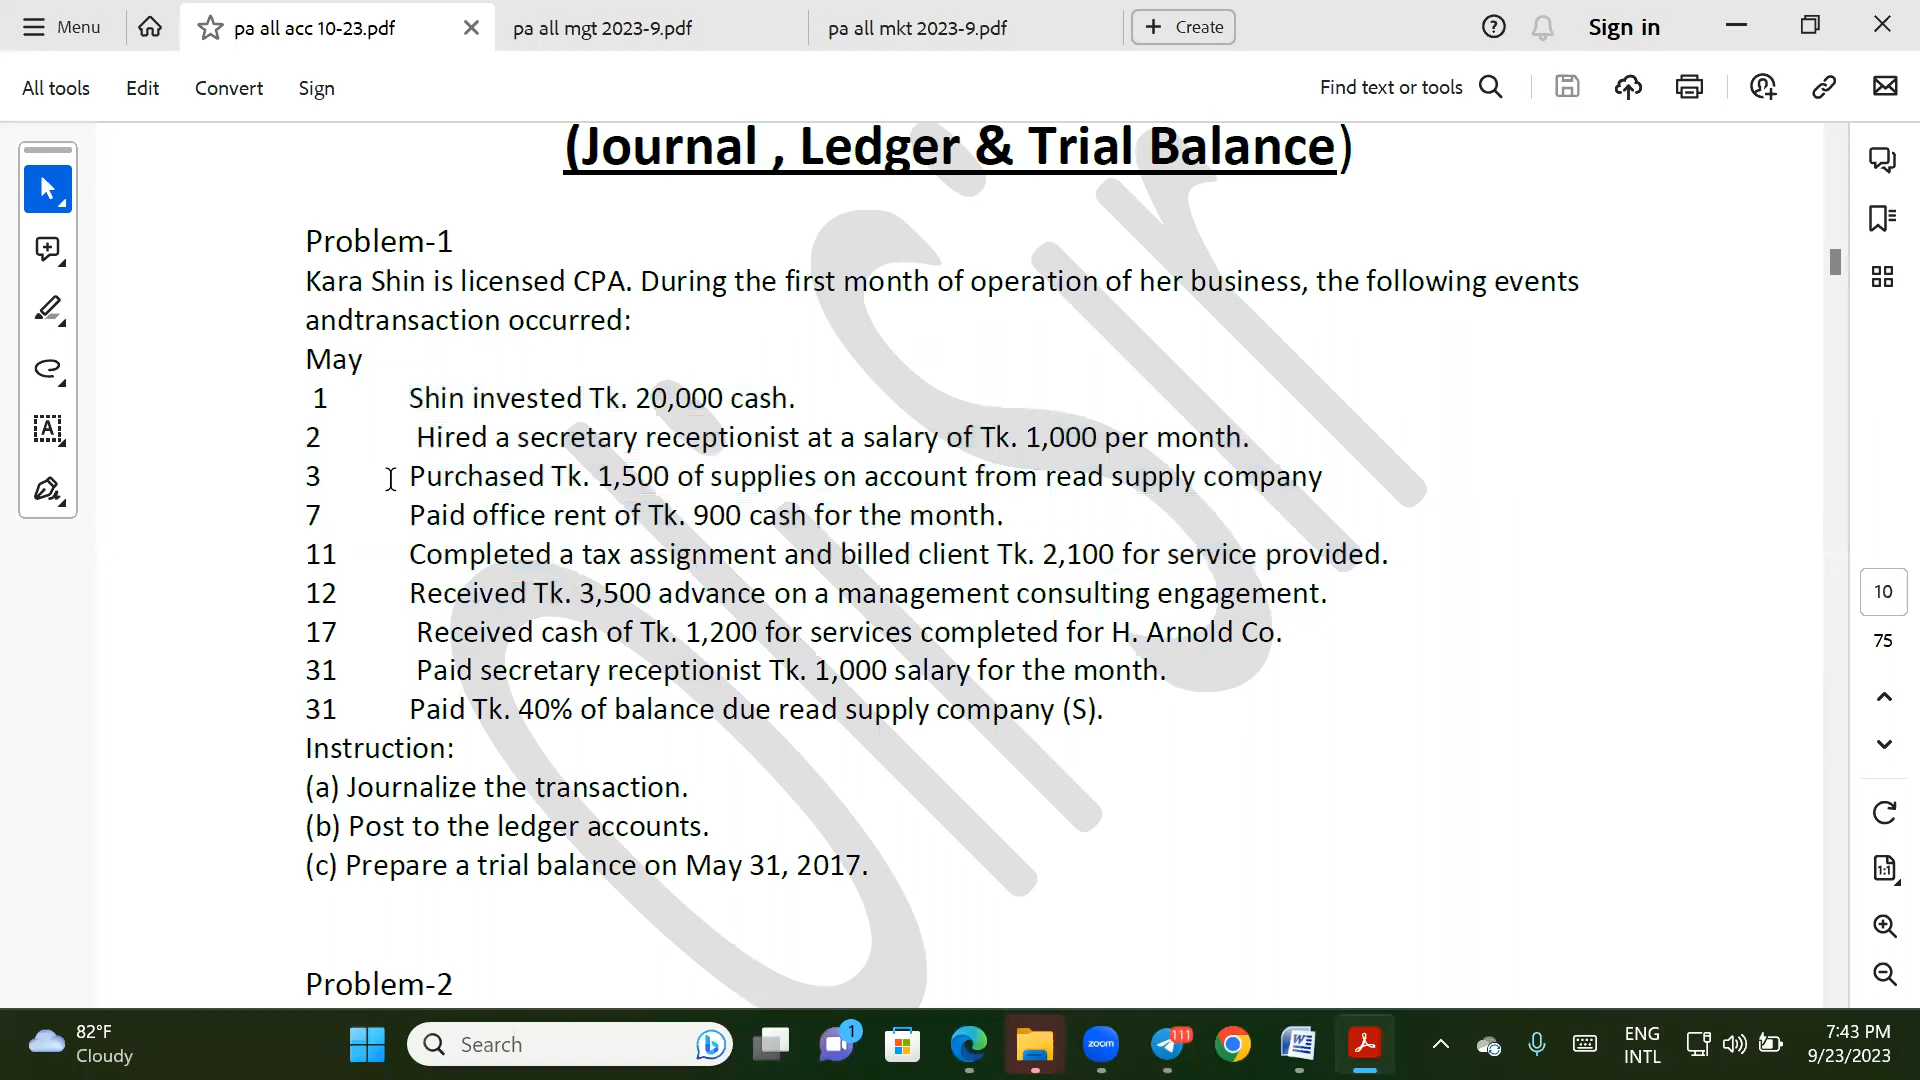 Menu
pa all acc 10-23.pdf
pa all mgt 2023-9.pdf
pa all mkt 2023-9.pdf
Create
Sign in
All tools
Edit
Convert
Sign
Find text or tools
(Journal , Ledger & Trial Balance)
Problem-1
Kara Shin is licensed CPA. During the first month of operation of her business, the following events
andtransaction occurred:
May
1 Shin invested Tk. 20,000 cash.
2 Hired a secretary receptionist at a salary of Tk. 1,000 per month.
3 Purchased Tk. 1,500 of supplies on account from read supply company
7 Paid office rent of Tk. 900 cash for the month.
11 Completed a tax assignment and billed client Tk. 2,100 for service provided.
12 Received Tk. 3,500 advance on a management consulting engagement.
17 Received cash of Tk. 1,200 for services completed for H. Arnold Co.
31 Paid secretary receptionist Tk. 1,000 salary for the month.
31 Paid Tk. 40% of balance due read supply company (S).
Instruction:
(a) Journalize the transaction.
(b) Post to the ledger accounts.
(c) Prepare a trial balance on May 31, 2017.
Problem-2
10
75
1:1
82°F
Cloudy
Search
1
zoom
111
ENG
INTL
7:43 PM
9/23/2023